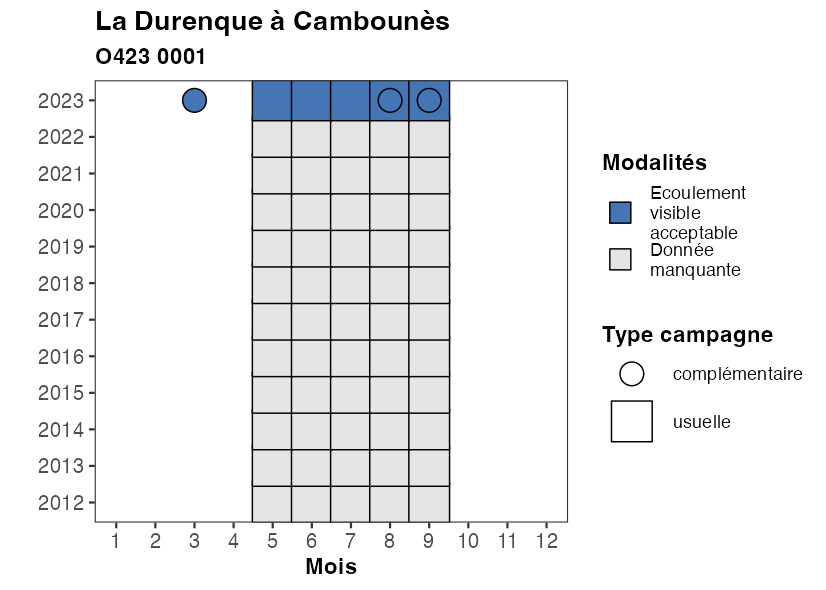 La Durenque à Cambounès
O423 0001
2023
2022
2021
2020
2019
2018
2017
2016
2015
2014
2013
2012
1 2 3 4 5 6 7 8 9 10 11 12
Mois
Modalités
Ecoulement
visible
acceptable
Donnée
manquante
Type campagne
complémentaire
usuelle